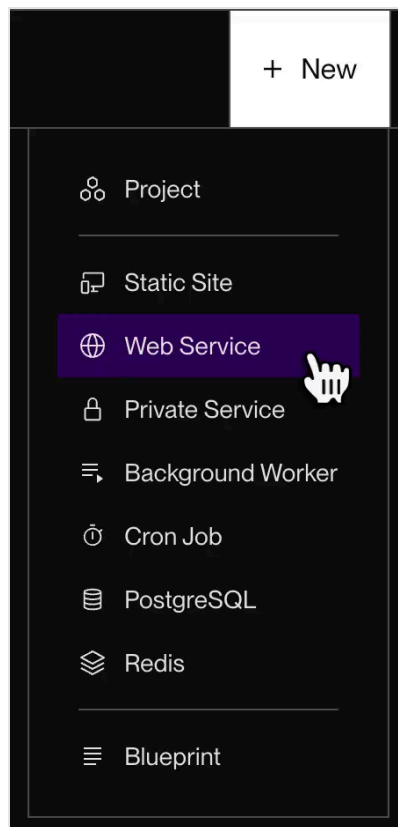 + New
Project
Static Site
Web Service
Private Service
Background Worker
Cron Job
PostgreSQL
Redis
Blueprint